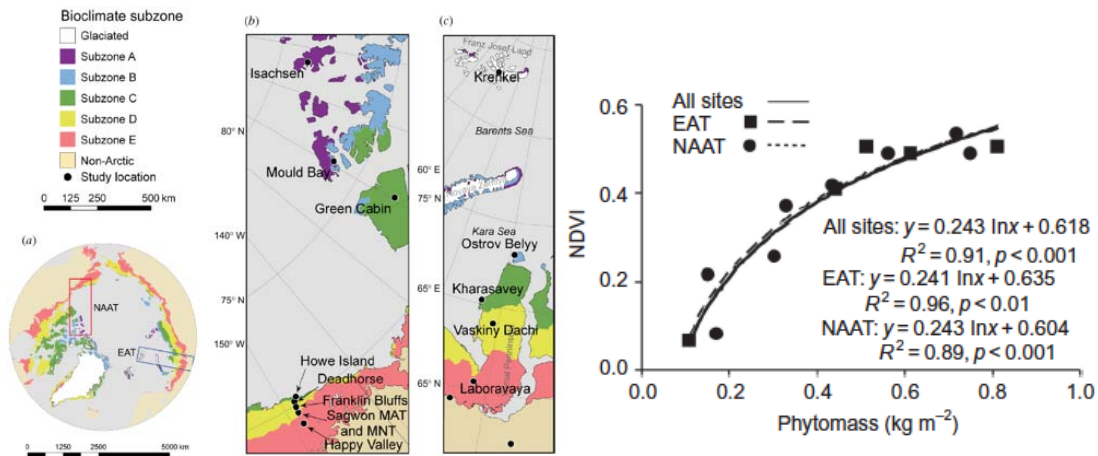 Bioclimate subzone
Glaciated
Subzone A
Subzone B
Subzone C
Subzone D
Subzone E
Non-Arctic
Study location
0 125 250 500 km
(a)
NAAT
EAT
0 1250 2500 5000 km
(b)
Isachsen
80° N
Mould Bay
Green Cabin
140° W
75° N
150° W
Howe Island
Deadhorse
Franklin Bluffs
Sagwon MAT
and MNT
Happy Valley
(c)
Franz Josef Land
Krenkel
Barents Sea
60° E
75° N
Novaya Zemlya
Kara Sea
Ostrov Belyy
65° E
Kharasavey
Vaskiny Dachi
65° N
Laborovaya
65° N
0.6
0.4
0.2
0.0
NDVI
All sites
EAT
NAAT
All sites: y = 0.243 lnx + 0.618
R² = 0.91, p < 0.001
EAT: y = 0.241 lnx + 0.635
R² = 0.96, p < 0.01
NAAT: y = 0.243 lnx + 0.604
R² = 0.89, p < 0.001
0.0 0.2 0.4 0.6 0.8 1.0
Phytomass (kg m⁻²)